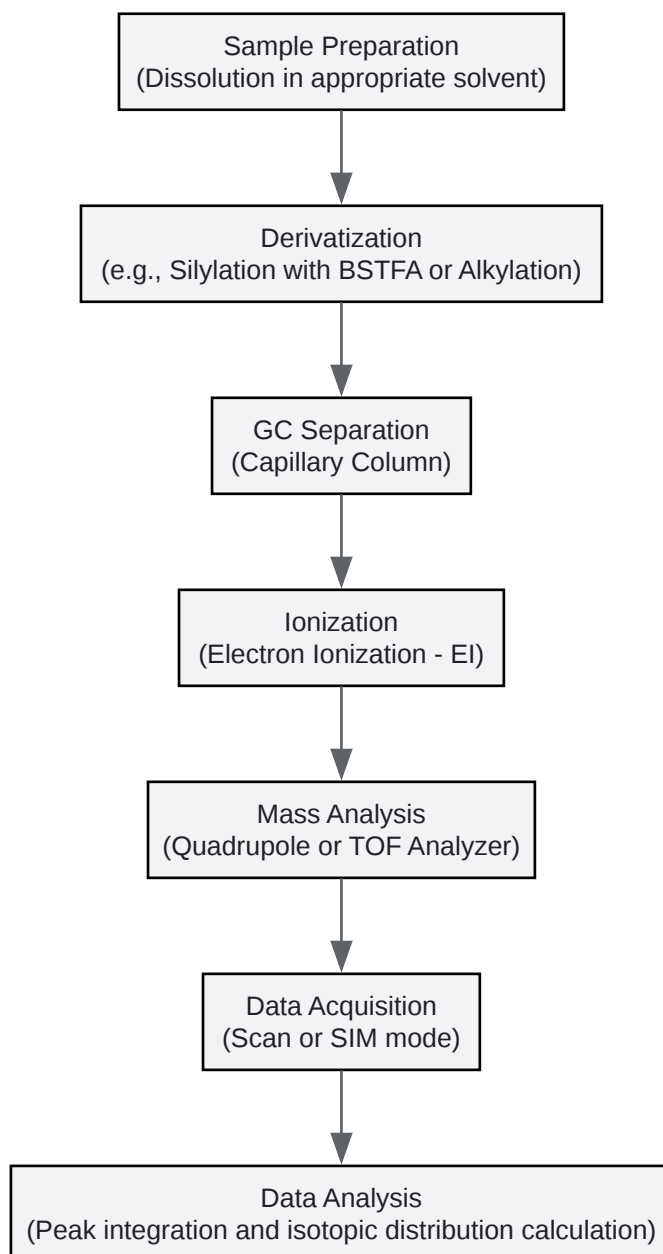 Sample Preparation
(Dissolution in appropriate solvent)
Derivatization
(e.g., Silylation with BSTFA or Alkylation)
GC Separation
(Capillary Column)
Ionization
(Electron Ionization - EI)
Mass Analysis
(Quadrupole or TOF Analyzer)
Data Acquisition
(Scan or SIM mode)
Data Analysis
(Peak integration and isotopic distribution calculation)